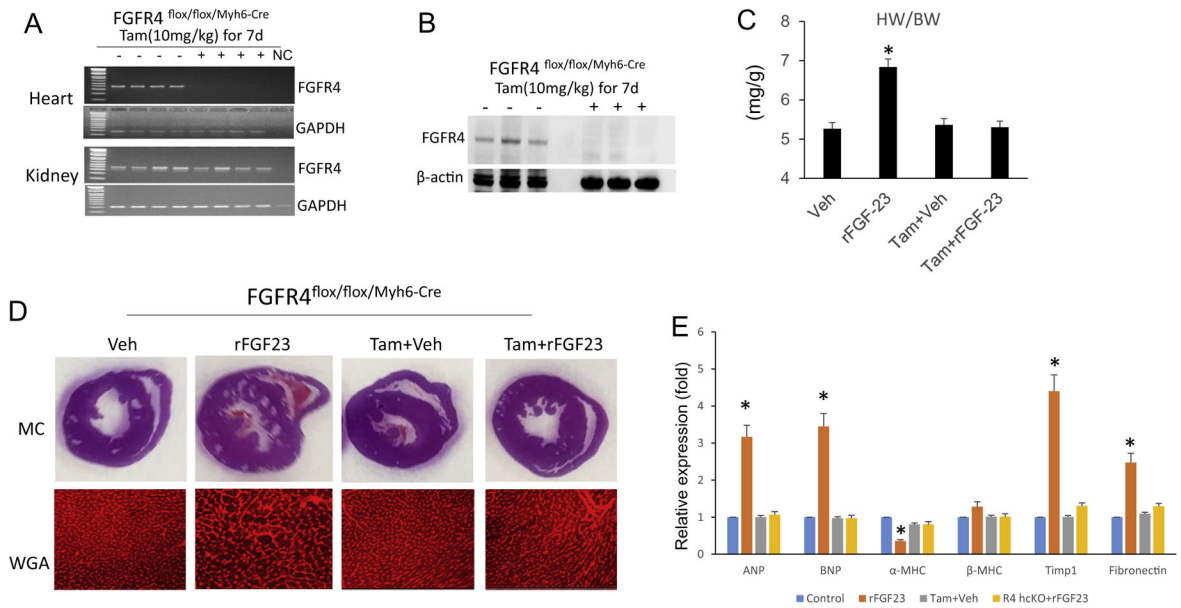 A
FGFR4 flox/flox/Myh6-Cre
Tam(10mg/kg) for 7d
- - - - + + + + NC
Heart
FGFR4
GAPDH
Kidney
FGFR4
GAPDH
B
FGFR4 flox/flox/Myh6-Cre
Tam(10mg/kg) for 7d
- - - + + +
FGFR4
β-actin
C
HW/BW
(mg/g)
8
7
6
5
4
*
Veh
rFGF-23
Tam+Veh
Tam+rFGF-23
D
FGFR4flox/flox/Myh6-Cre
Veh rFGF23 Tam+Veh Tam+rFGF23
MC
WGA
E
Relative expression (fold)
6
5
4
3
2
1
0
* * * * *
ANP BNP α-MHC β-MHC Timp1 Fibronectin
Control rFGF23 Tam+Veh R4 hcKO+rFGF23